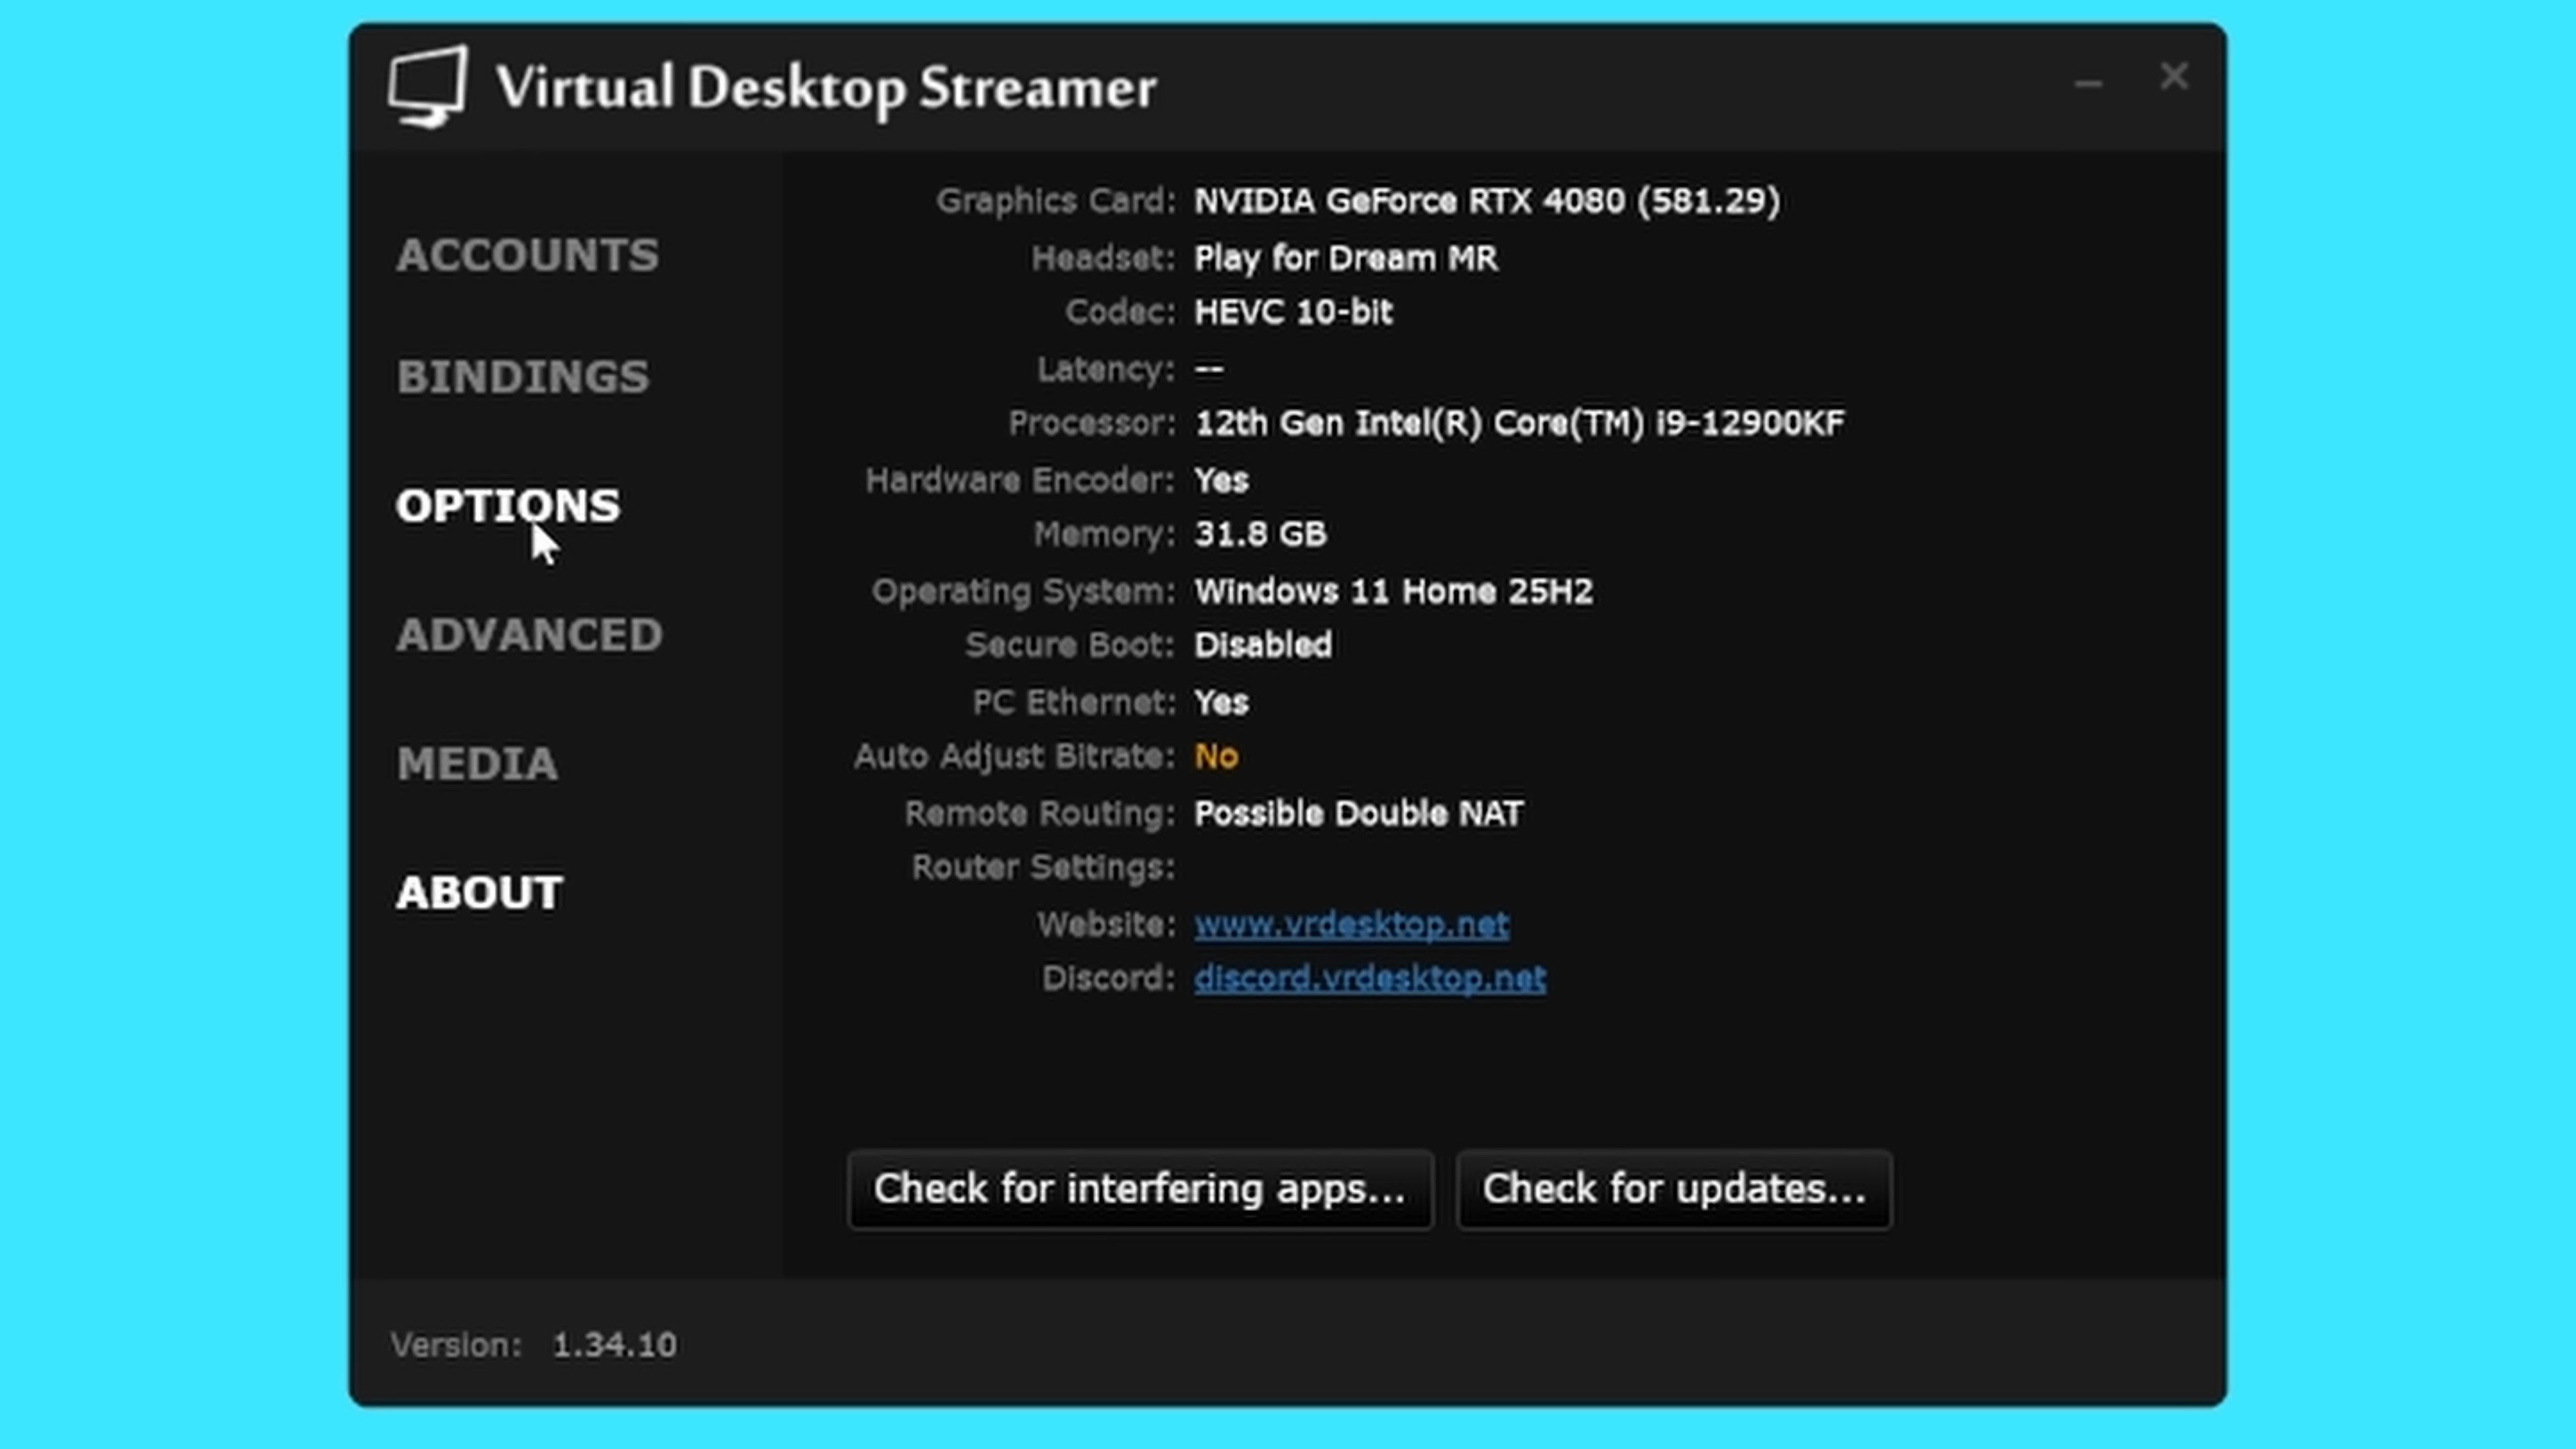 Virtual Desktop Streamer
ACCOUNTS
BINDINGS
OPTIONS
ADVANCED
MEDIA
ABOUT
Graphics Card: NVIDIA GeForce RTX 4080 (581.29)
Headset: Play for Dream MR
Codec: HEVC 10-bit
Latency: --
Processor: 12th Gen Intel(R) Core(TM) i9-12900KF
Hardware Encoder: Yes
Memory: 31.8 GB
Operating System: Windows 11 Home 25H2
Secure Boot: Disabled
PC Ethernet: Yes
Auto Adjust Bitrate: No
Remote Routing: Possible Double NAT
Router Settings:
Website: www.vrdesktop.net
Discord: discord.vrdesktop.net
Check for interfering apps... Check for updates...
Version: 1.34.10